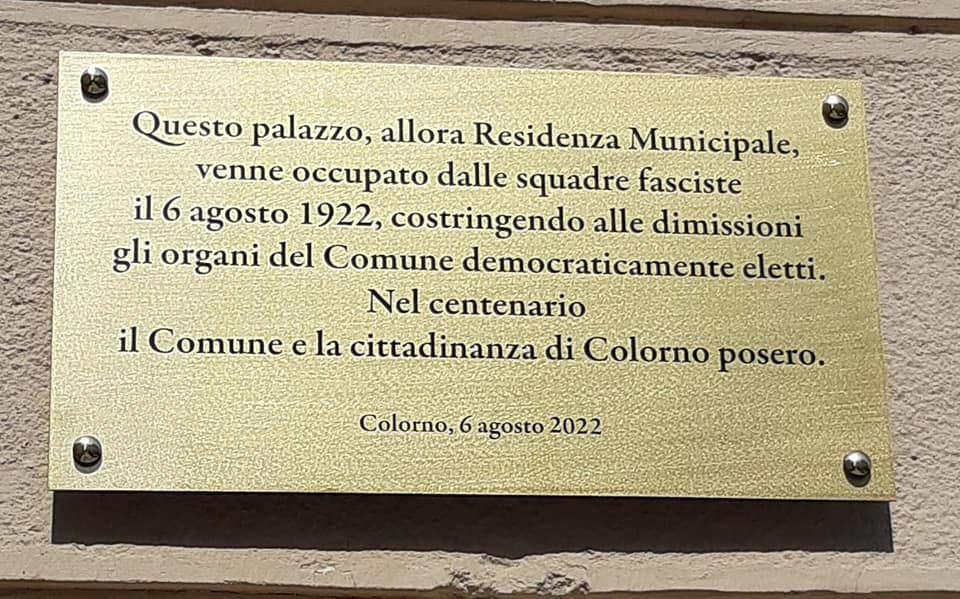 Questo palazzo, allora Residenza Municipale,
venne occupato dalle squadre fasciste
il 6 agosto 1922, costringendo alle dimissioni
gli organi del Comune democraticamente eletti.
Nel centenario
il Comune e la cittadinanza di Colorno posero.
Colorno, 6 agosto 2022